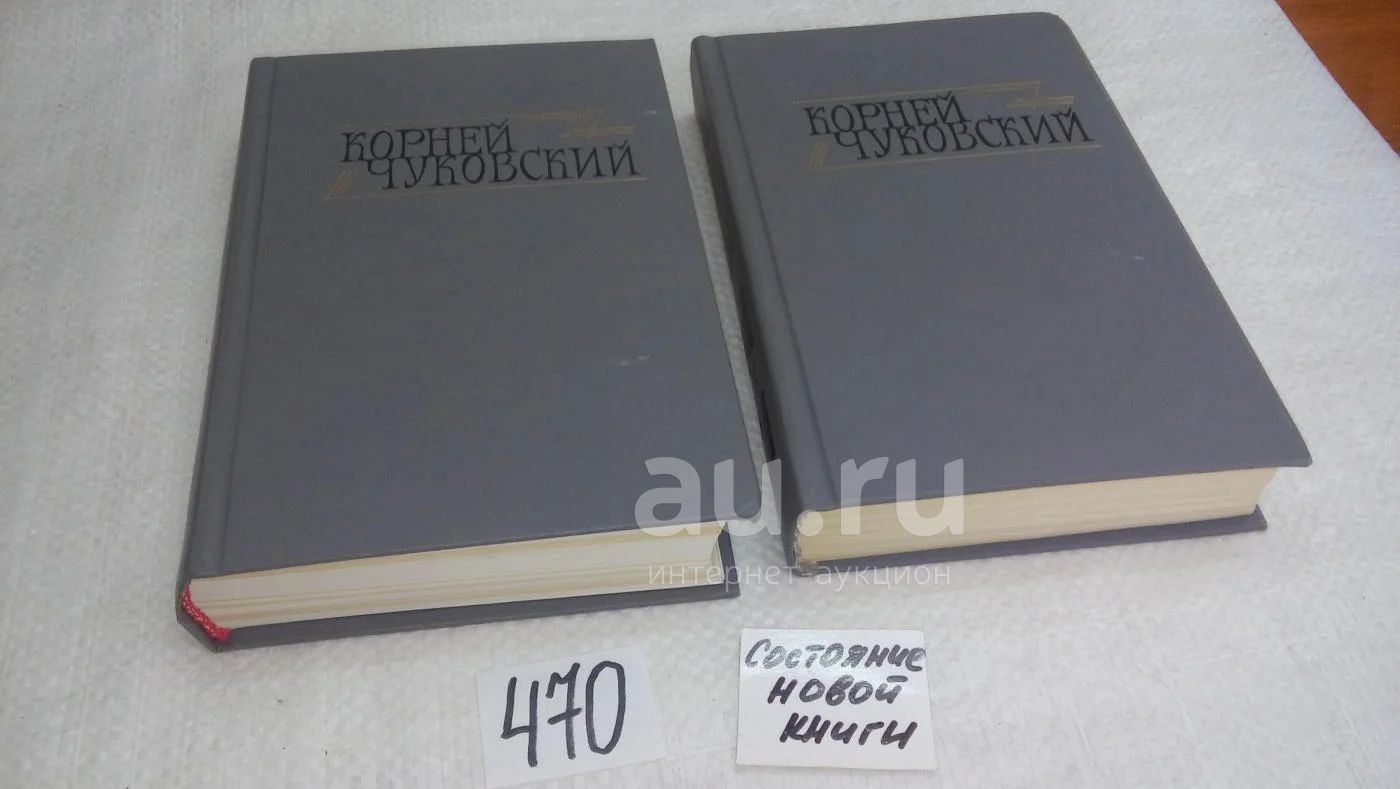 КОРНЕЙ
ЧУКОВСКИЙ
КОРНЕЙ
ЧУКОВСКИЙ
au.ru
интернет аукцион
470
Состояние
новой
книги